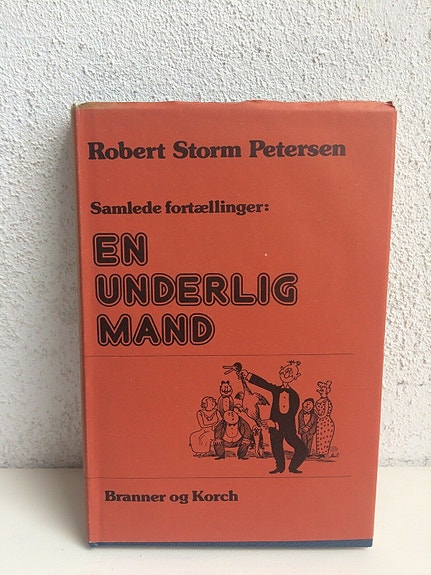 Robert Storm Petersen
Samlede fortællinger:
EN
UNDERLIG
MAND
Branner og Korch